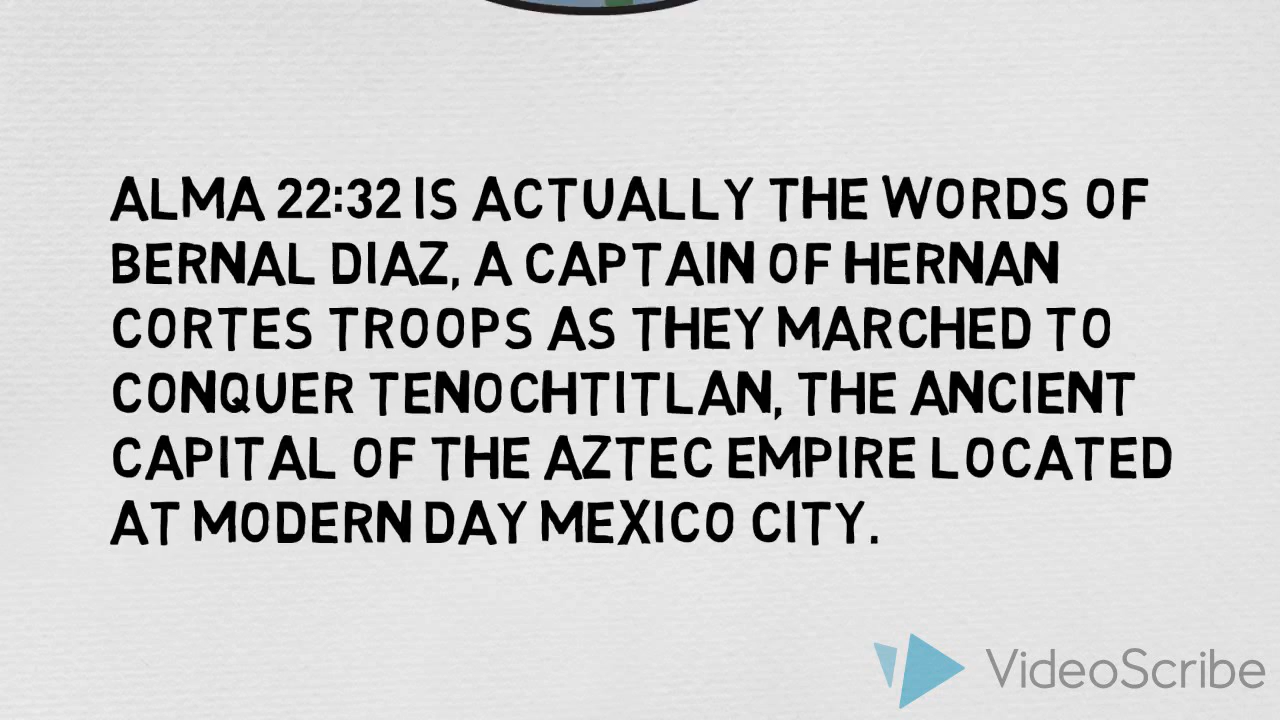 ALMA 22:32 IS ACTUALLY THE WORDS OF
BERNAL DIAZ, A CAPTAIN OF HERNAN
CORTES TROOPS AS THEY MARCHED TO
CONQUER TENOCHTITLAN, THE ANCIENT
CAPITAL OF THE AZTEC EMPIRE LOCATED
AT MODERN DAY MEXICO CITY.
VideoScribe